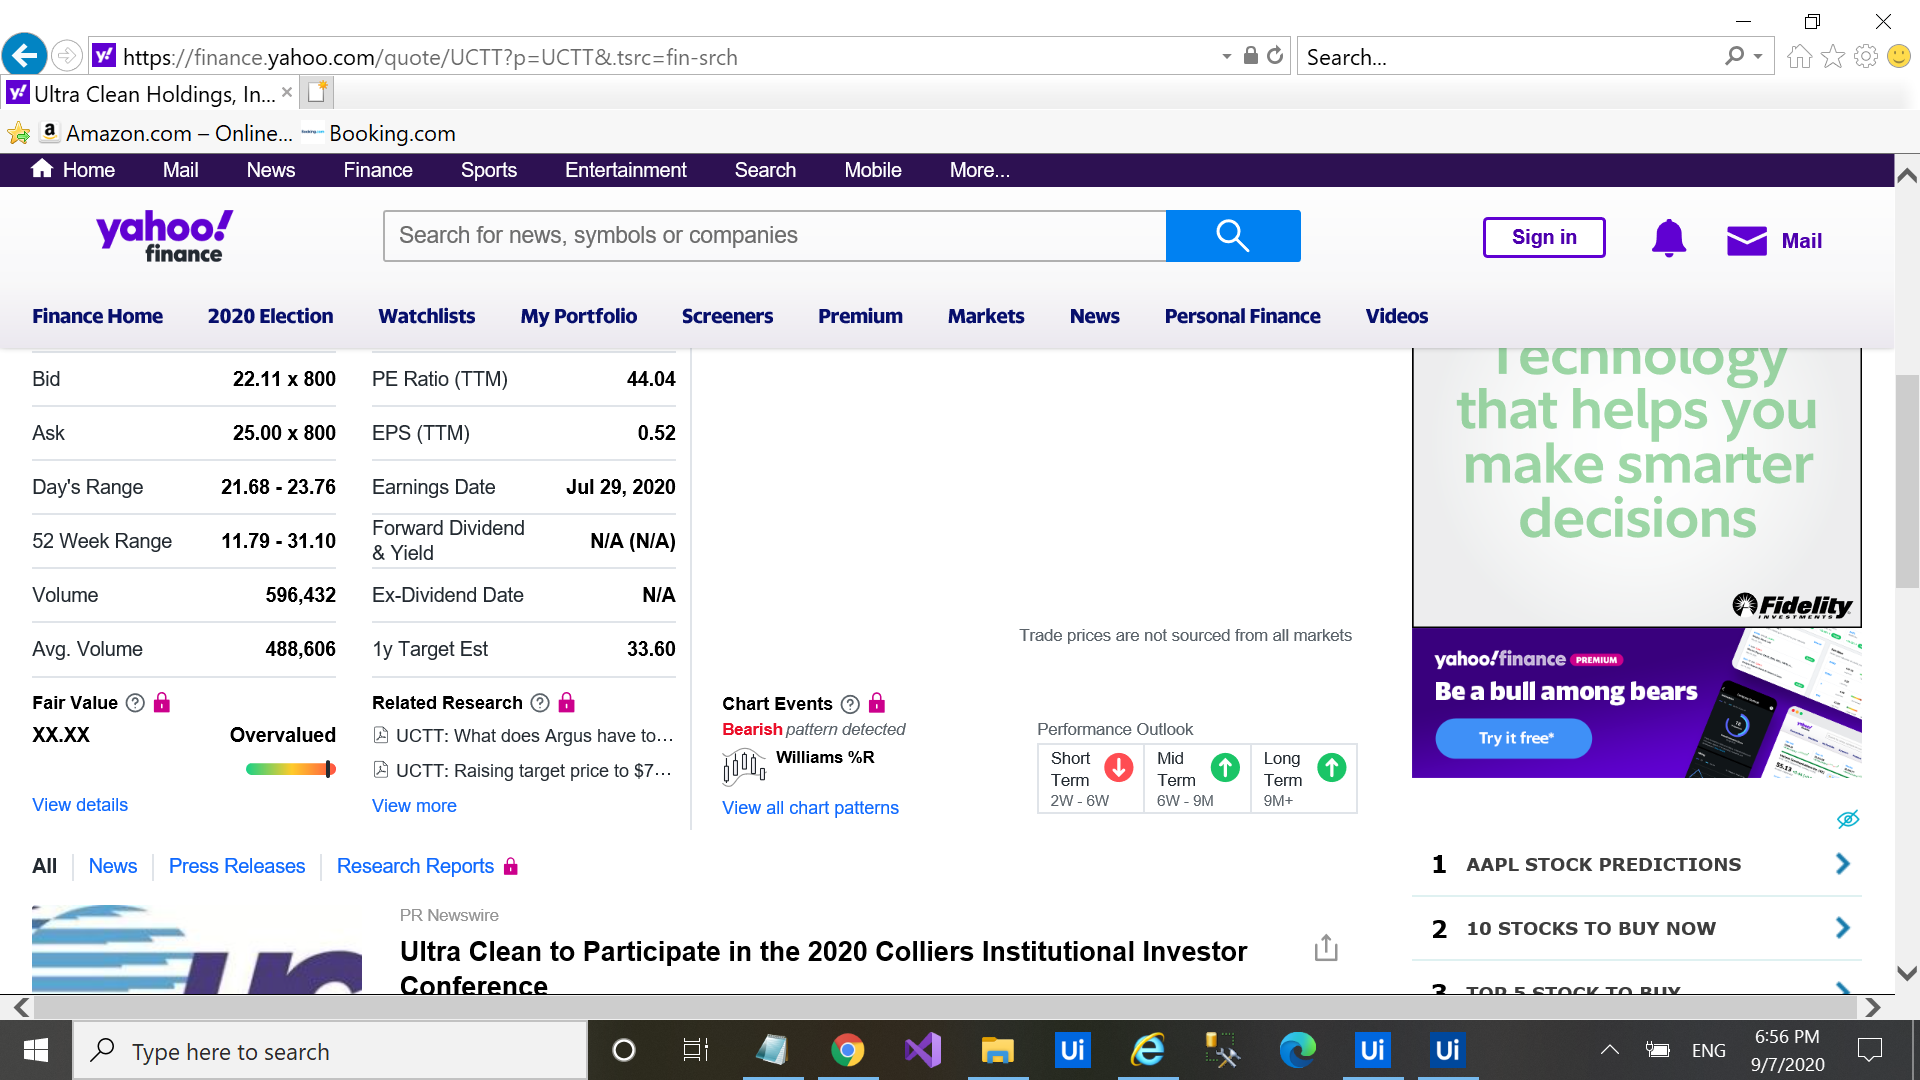 https://finance.yahoo.com/quote/UCTT?p=UCTT&.tsrc=fin-srch
Search...
Ultra Clean Holdings, In...
Amazon.com – Online...
Booking.com
Home
Mail
News
Finance
Sports
Entertainment
Search
Mobile
More...
yahoo!
finance
Search for news, symbols or companies
Sign in
Mail
Finance Home
2020 Election
Watchlists
My Portfolio
Screeners
Premium
Markets
News
Personal Finance
Videos
Bid 22.11 x 800
Ask 25.00 x 800
Day's Range 21.68 - 23.76
52 Week Range 11.79 - 31.10
Volume 596,432
Avg. Volume 488,606
PE Ratio (TTM) 44.04
EPS (TTM) 0.52
Earnings Date Jul 29, 2020
Forward Dividend
& Yield N/A (N/A)
Ex-Dividend Date N/A
1y Target Est 33.60
Trade prices are not sourced from all markets
Fair Value
XX.XX Overvalued
View details
Related Research
UCTT: What does Argus have to...
UCTT: Raising target price to $7...
View more
Chart Events
Bearish pattern detected
Williams %R
View all chart patterns
Performance Outlook
Short
Term
2W - 6W
Mid
Term
6W - 9M
Long
Term
9M+
All
News
Press Releases
Research Reports
PR Newswire
Ultra Clean to Participate in the 2020 Colliers Institutional Investor
Conference
Technology
that helps you
make smarter
decisions
Fidelity
INVESTMENTS
yahoo!finance PREMIUM
Be a bull among bears
Try it free*
1 AAPL STOCK PREDICTIONS
2 10 STOCKS TO BUY NOW
3 TOP 5 STOCK TO BUY
Type here to search
ENG
6:56 PM
9/7/2020